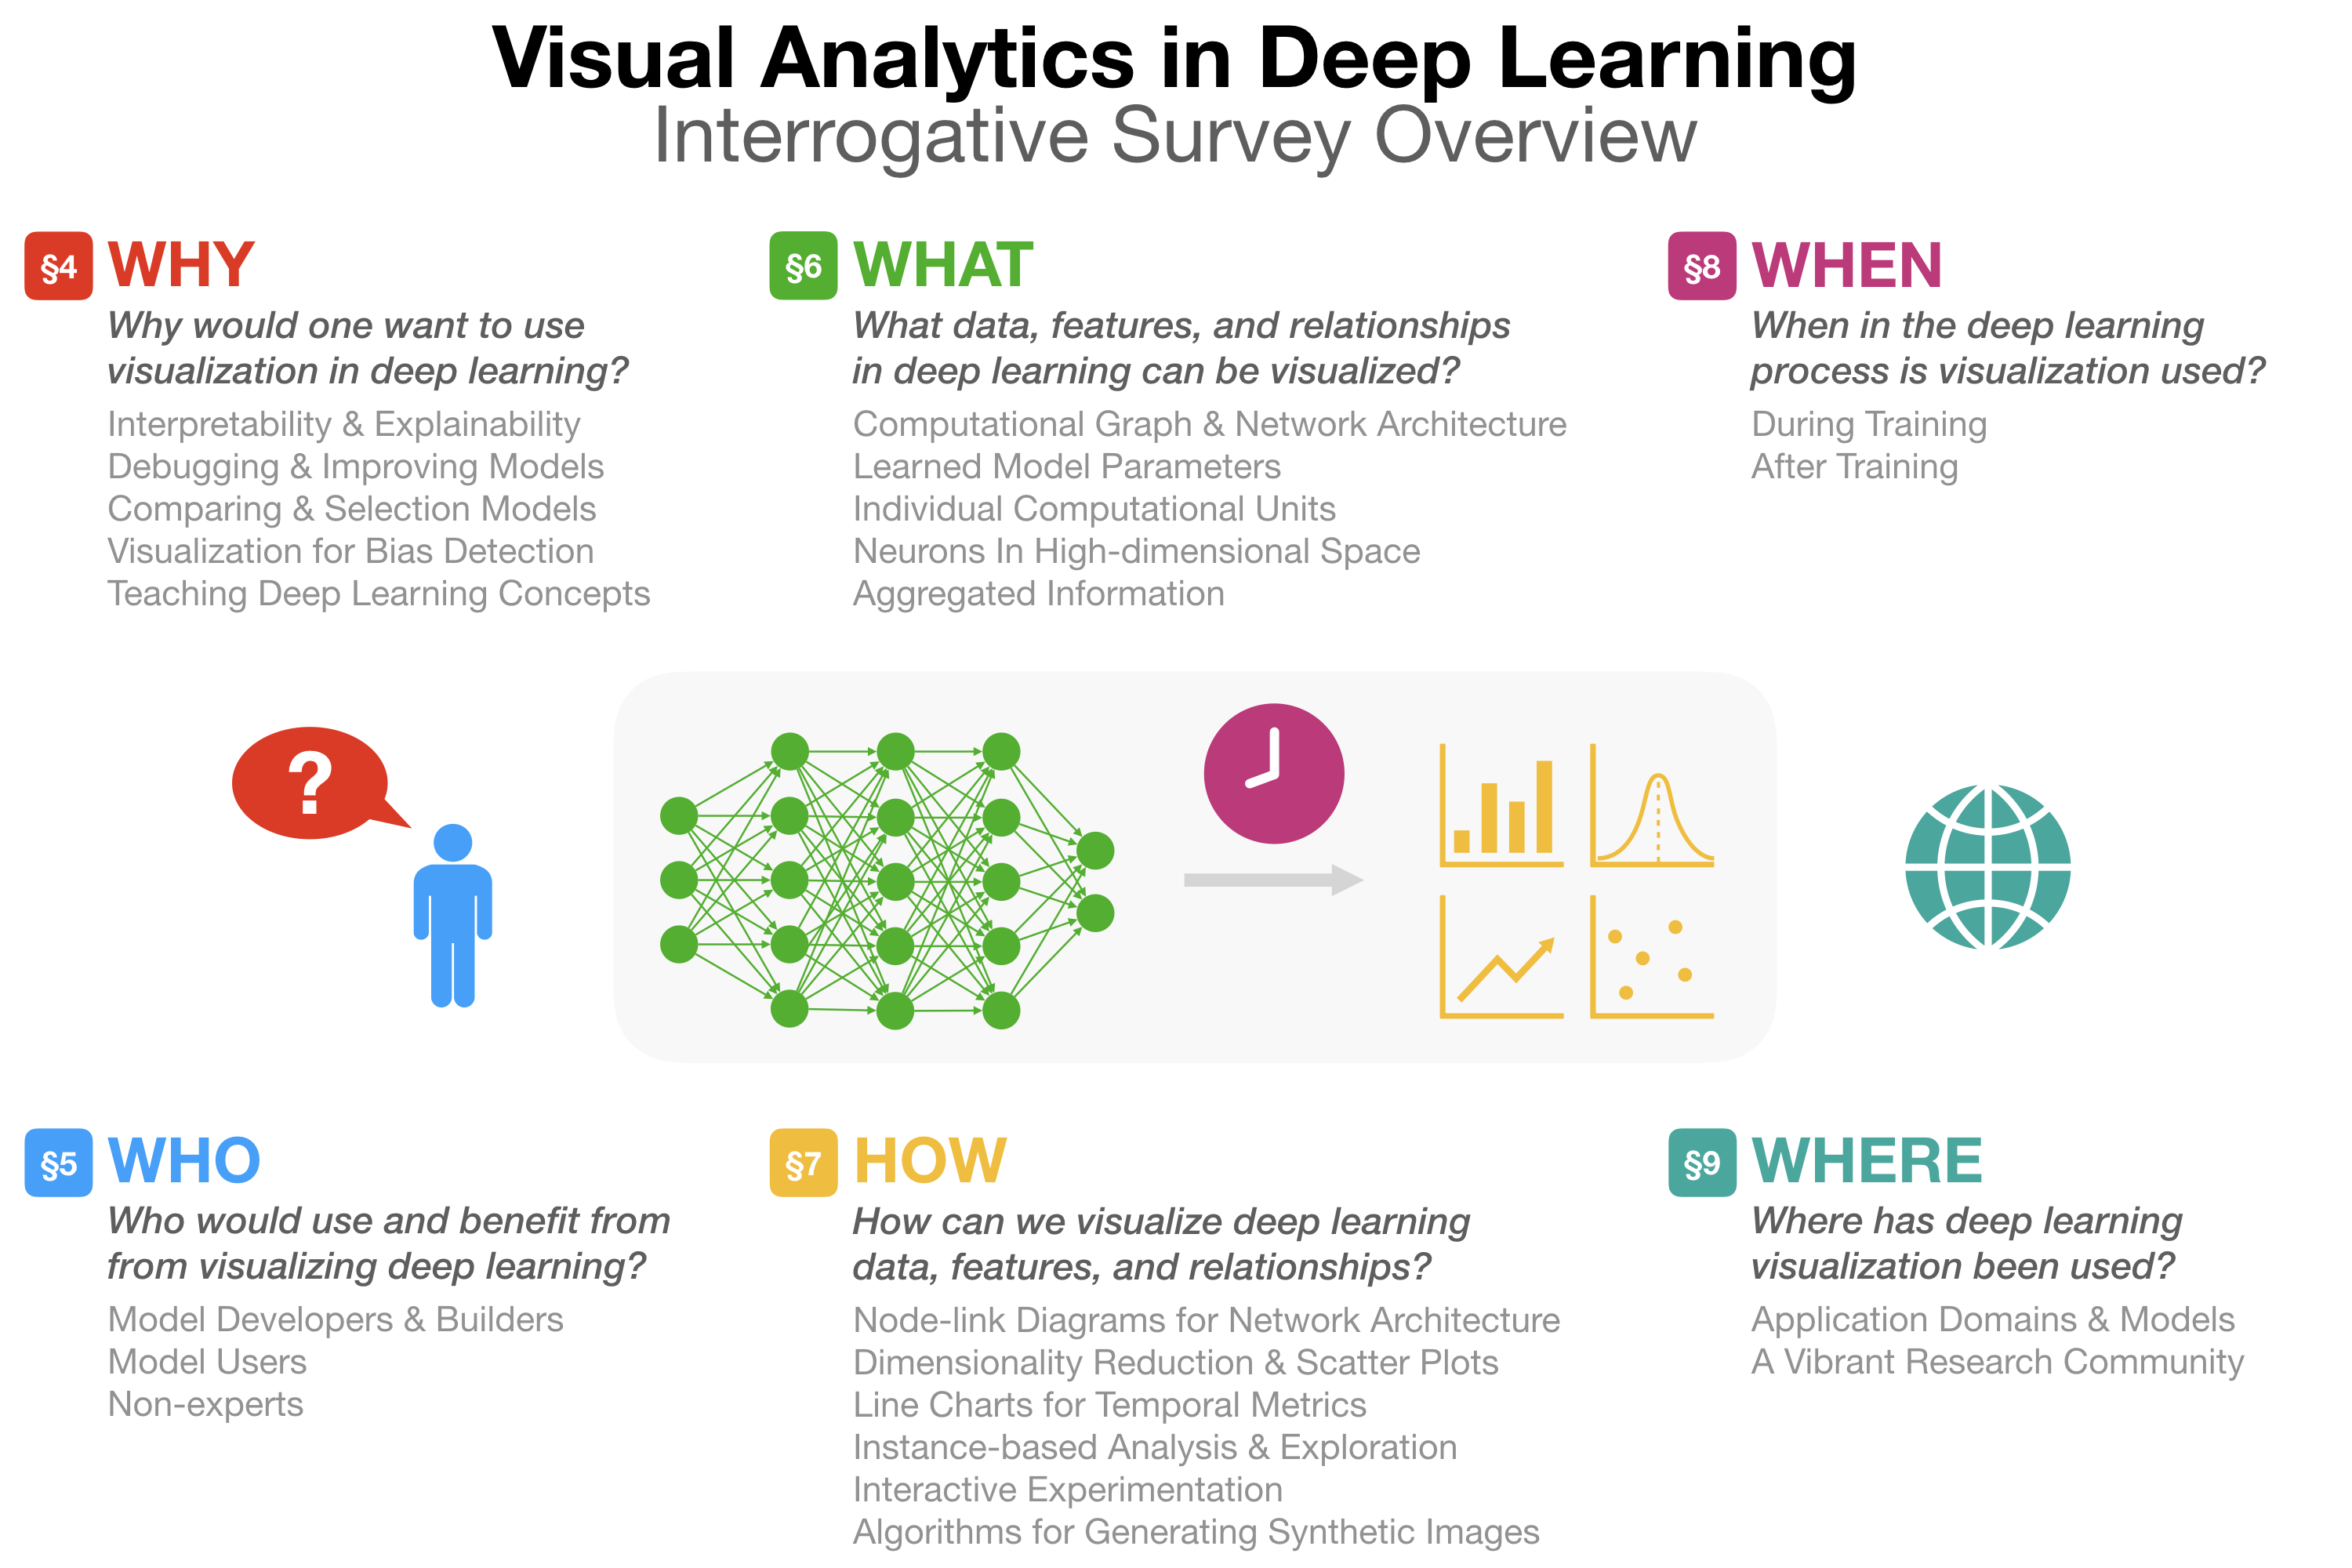 Visual Analytics in Deep Learning
Interrogative Survey Overview
§4 WHY
Why would one want to use
visualization in deep learning?
Interpretability & Explainability
Debugging & Improving Models
Comparing & Selection Models
Visualization for Bias Detection
Teaching Deep Learning Concepts
§6 WHAT
What data, features, and relationships
in deep learning can be visualized?
Computational Graph & Network Architecture
Learned Model Parameters
Individual Computational Units
Neurons In High-dimensional Space
Aggregated Information
§8 WHEN
When in the deep learning
process is visualization used?
During Training
After Training
?
§5 WHO
Who would use and benefit from
from visualizing deep learning?
Model Developers & Builders
Model Users
Non-experts
§7 HOW
How can we visualize deep learning
data, features, and relationships?
Node-link Diagrams for Network Architecture
Dimensionality Reduction & Scatter Plots
Line Charts for Temporal Metrics
Instance-based Analysis & Exploration
Interactive Experimentation
Algorithms for Generating Synthetic Images
§9 WHERE
Where has deep learning
visualization been used?
Application Domains & Models
A Vibrant Research Community